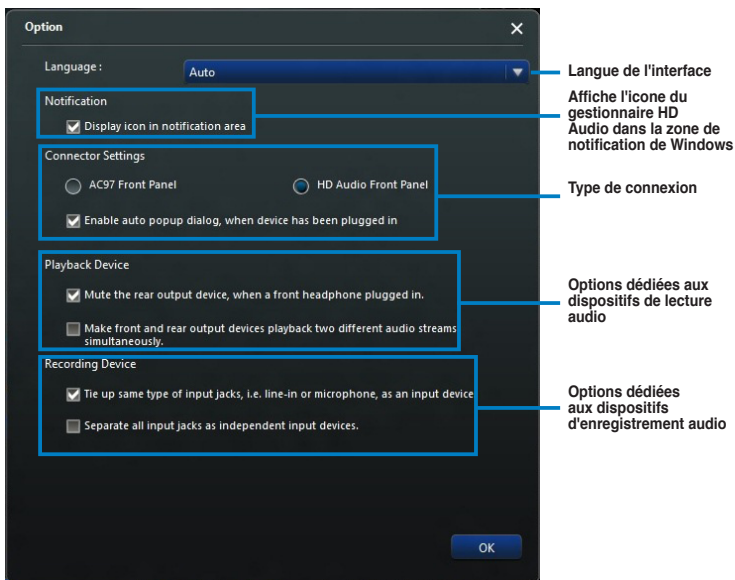 Option
Language :
Auto
Langue de l'interface
Notification
Display icon in notification area
Affiche l'icone du
gestionnaire HD
Audio dans la zone de
notification de Windows
Connector Settings
AC97 Front Panel
HD Audio Front Panel
Enable auto popup dialog, when device has been plugged in
Type de connexion
Playback Device
Mute the rear output device, when a front headphone plugged in.
Make front and rear output devices playback two different audio streams
simultaneously.
Options dédiées aux
dispositifs de lecture
audio
Recording Device
Tie up same type of input jacks, i.e. line-in or microphone, as an input device
Separate all input jacks as independent input devices.
Options dédiées
aux dispositifs
d'enregistrement audio
OK